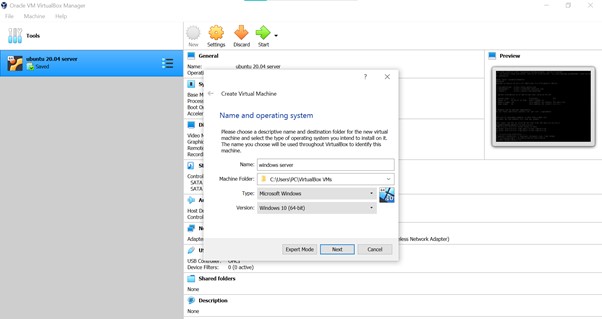 Oracle VM VirtualBox Manager
File Machine Help
Tools
New Settings Discard Start
ubuntu 20.04 server
Saved
General
Name: ubuntu 20.04 server
Operati
Preview
Sy
Base M
Process
Boot O
Acceler
Di
Video M
Graphi
Remot
Record
St
Control
SATA
SATA
Au
Host D
Control
N
Adapte
eless Network Adapter)
US
USB Controller: OHCI
Device Filters: 0 (0 active)
Shared folders
None
Description
None
?
Create Virtual Machine
Name and operating system
Please choose a descriptive name and destination folder for the new virtual
machine and select the type of operating system you intend to install on it.
The name you choose will be used throughout VirtualBox to identify this
machine.
Name: windows server
Machine Folder: C:\Users\PC\VirtualBox VMs
Type: Microsoft Windows
Version: Windows 10 (64-bit)
Expert Mode Next Cancel